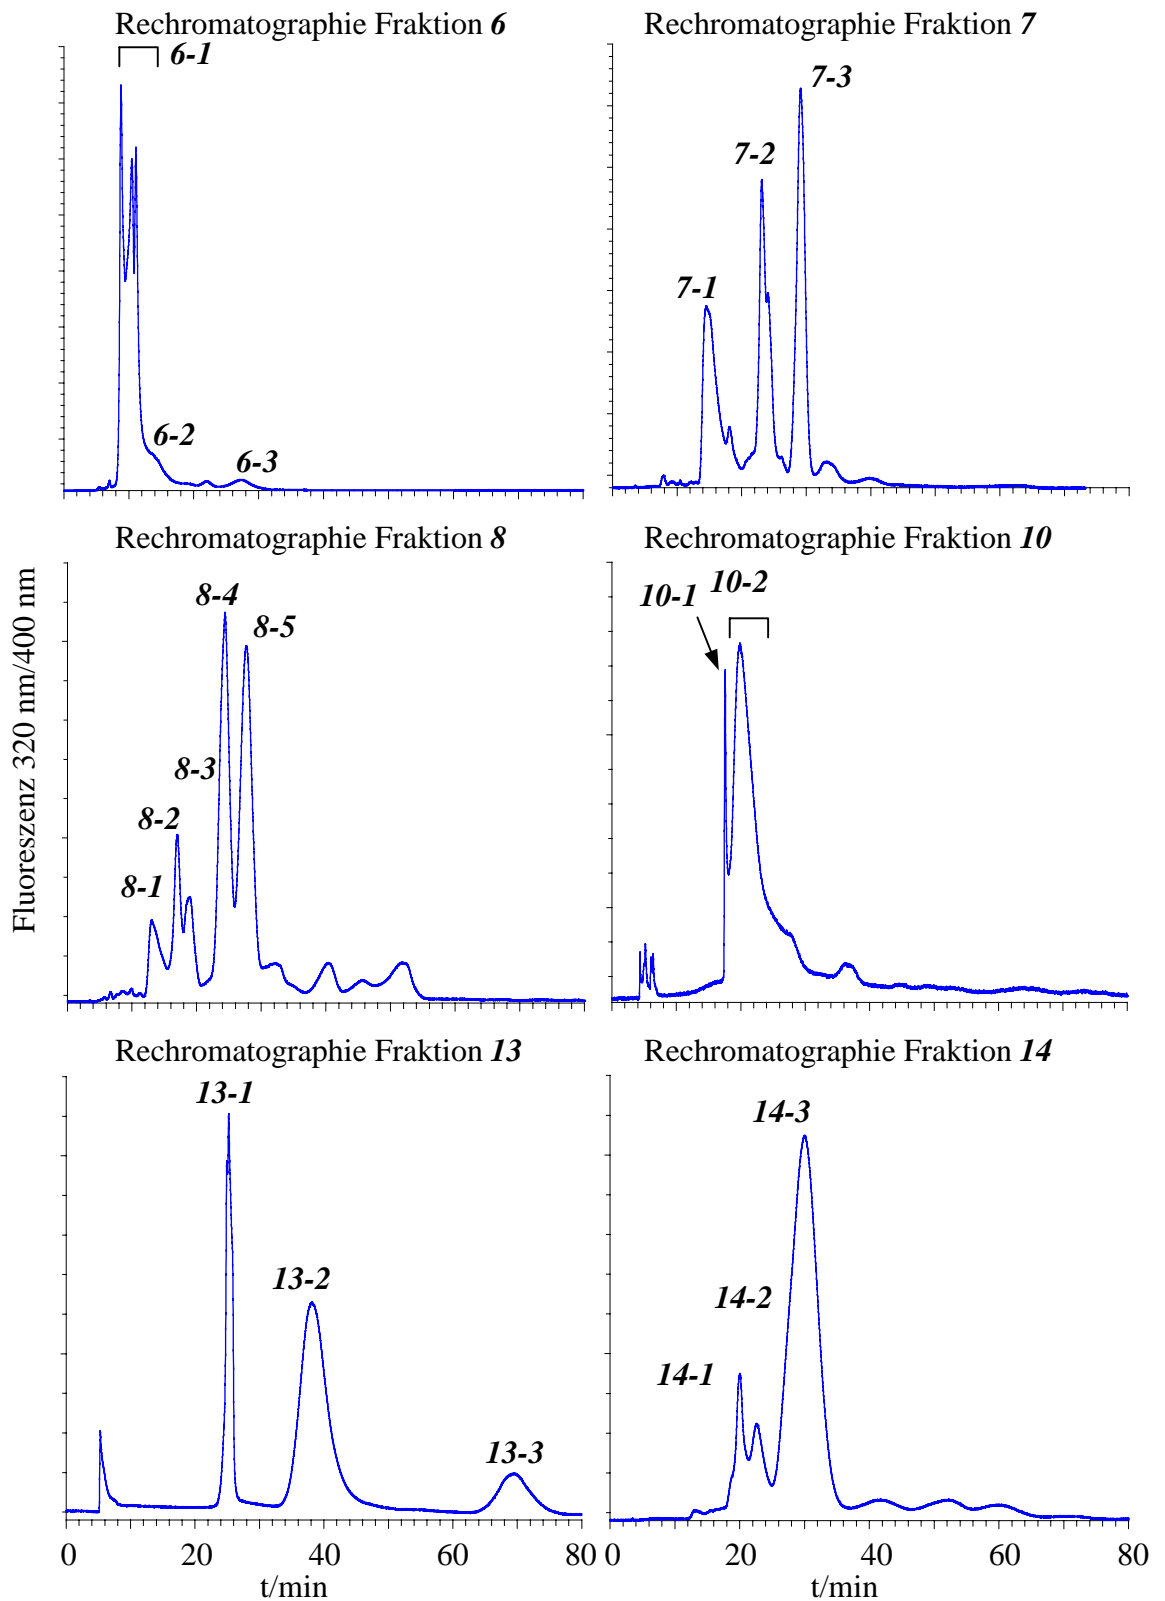 Rechromatographie Fraktion 6
6-1
6-2
6-3
Rechromatographie Fraktion 7
7-1
7-2
7-3
Rechromatographie Fraktion 8
8-1
8-2
8-3
8-4
8-5
Rechromatographie Fraktion 10
10-1
10-2
Fluoreszenz 320 nm/400 nm
Rechromatographie Fraktion 13
13-1
13-2
13-3
0 20 40 60 80
t/min
Rechromatographie Fraktion 14
14-1
14-2
14-3
0 20 40 60 80
t/min